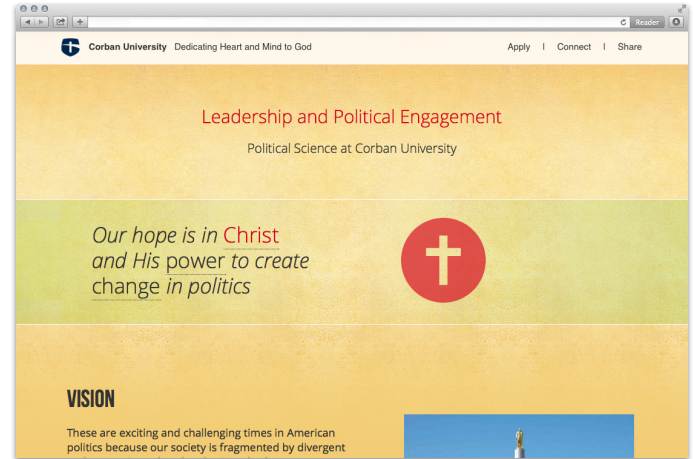 Reader
Corban University Dedicating Heart and Mind to God
Apply | Connect | Share
Leadership and Political Engagement
Political Science at Corban University
Our hope is in Christ
and His power to create
change in politics
VISION
These are exciting and challenging times in American
politics because our society is fragmented by divergent